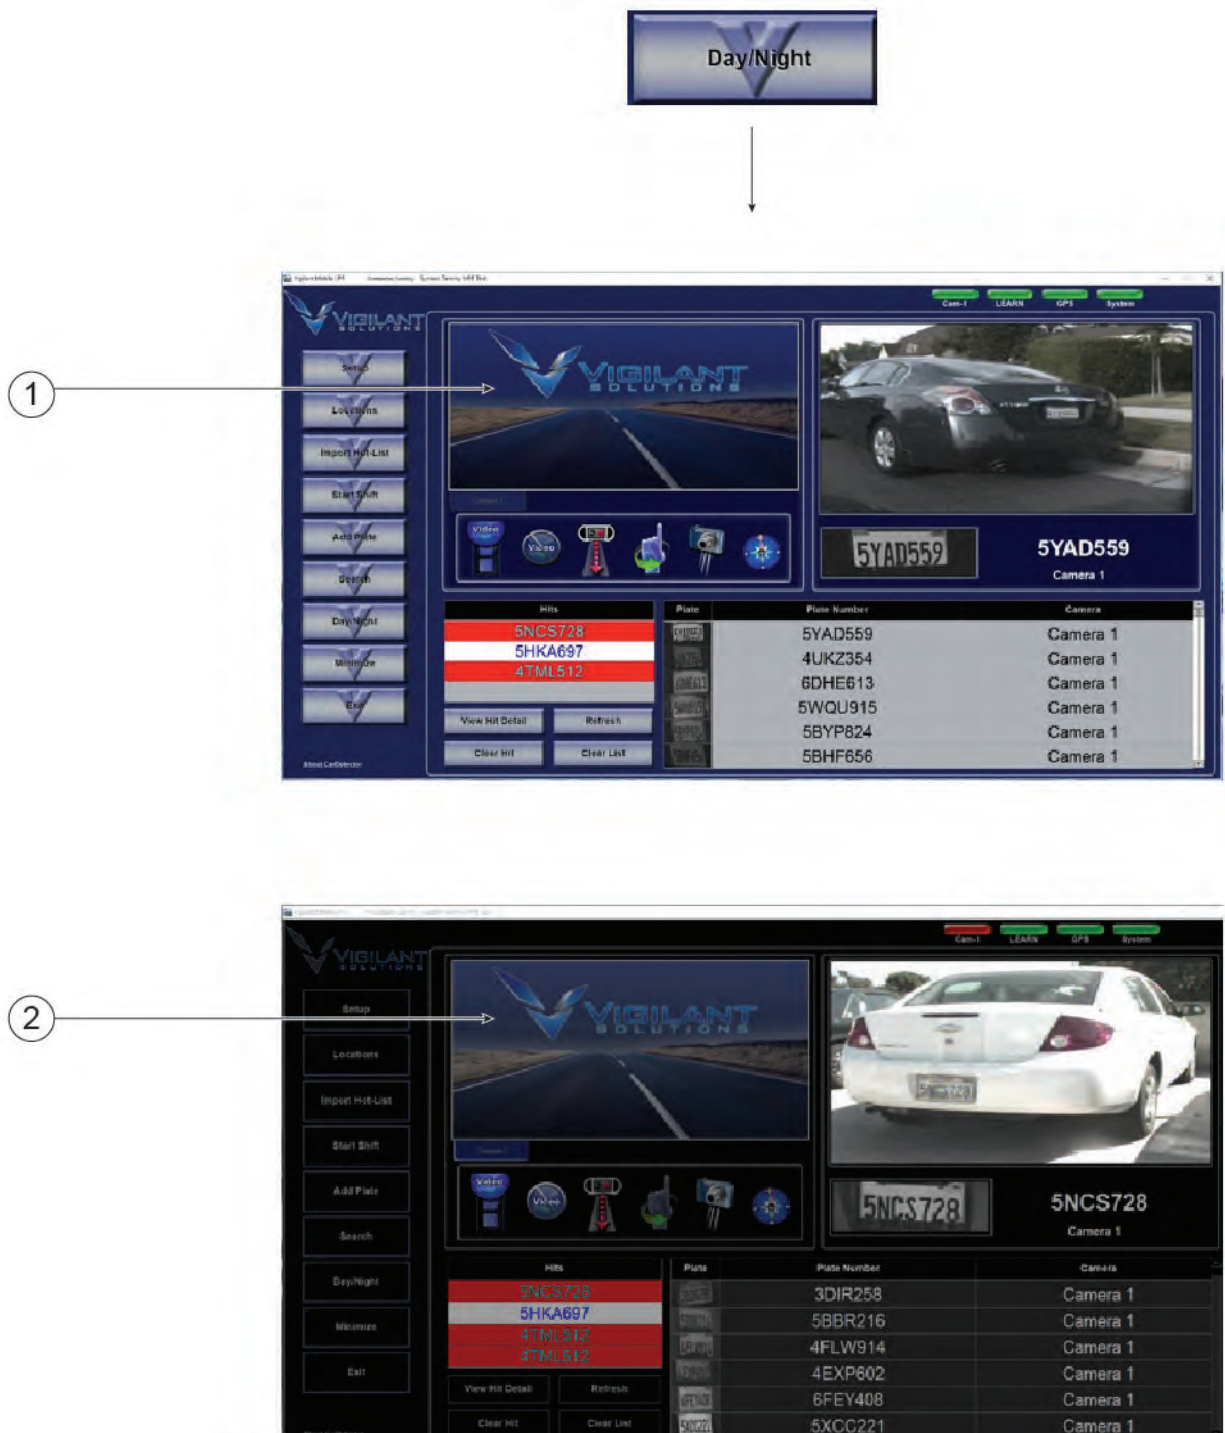 Day/Night
1
Cam-1 LEARN GPS System
VIGILANT
SOLUTIONS
VIGILANT
SOLUTIONS
Setup
Locations
Import Hot-List
Start Shift
Add Plate
Search
Day/Night
Minimize
Exit
About CarDetector
Video
Video
5YAD559
5YAD559
Camera 1
Hits
5NCS728
5HKA697
4TML512
View Hit Detail Refresh
Clear Hit Clear List
Plate Plate Number Camera
5YAD559 Camera 1
4UKZ354 Camera 1
6DHE613 Camera 1
5WQU915 Camera 1
5BYP824 Camera 1
5BHF656 Camera 1
2
Cam-1 LEARN GPS System
VIGILANT
SOLUTIONS
VIGILANT
SOLUTIONS
Setup
Locations
Import Hot-List
Start Shift
Add Plate
Search
Day/Night
Minimize
Exit
Video
Video
5NCS728
5NCS728
Camera 1
Hits
5NCS728
5HKA697
4TML512
4TML512
View Hit Detail Refresh
Clear Hit Clear List
Plate Plate Number Camera
3DIR258 Camera 1
5BBR216 Camera 1
4FLW914 Camera 1
4EXP602 Camera 1
6FEY408 Camera 1
5XCC221 Camera 1